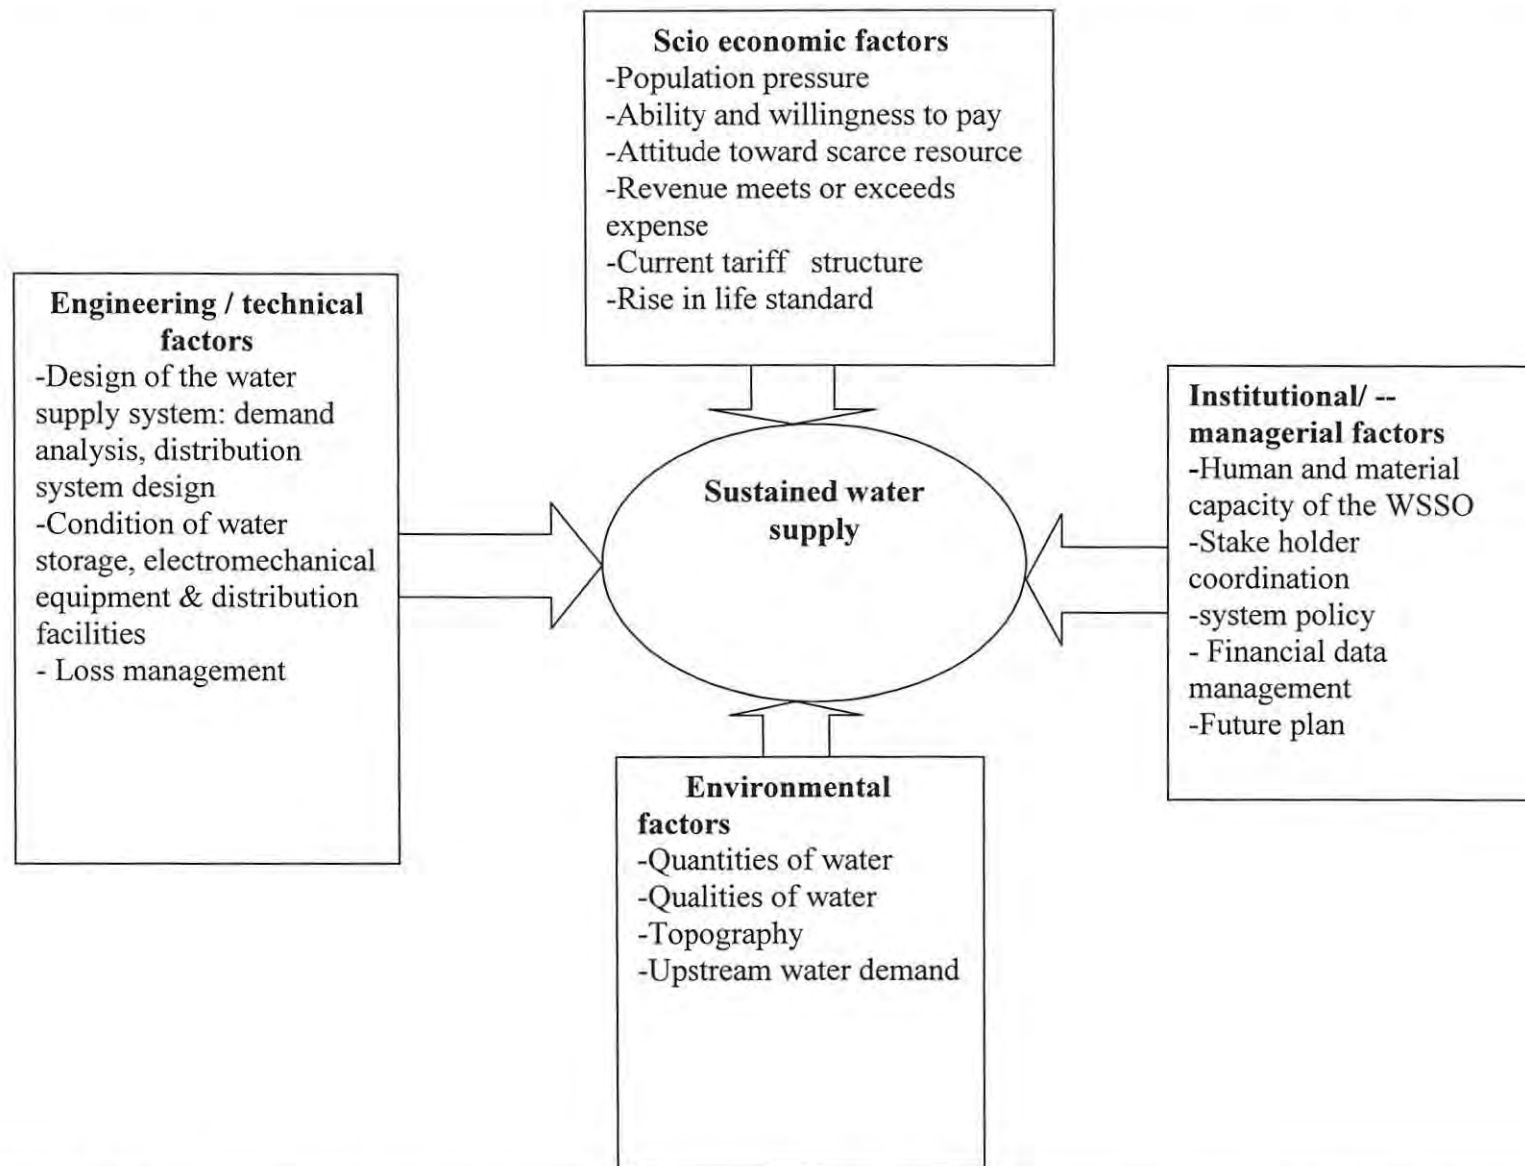 Scio economic factors
-Population pressure
-Ability and willingness to pay
-Attitude toward scarce resource
-Revenue meets or exceeds
expense
-Current tariff structure
-Rise in life standard
Engineering / technical
factors
-Design of the water
supply system: demand
analysis, distribution
system design
-Condition of water
storage, electromechanical
equipment & distribution
facilities
- Loss management
Sustained water
supply
Institutional/ --
managerial factors
-Human and material
capacity of the WSSO
-Stake holder
coordination
-system policy
- Financial data
management
-Future plan
Environmental
factors
-Quantities of water
-Qualities of water
-Topography
-Upstream water demand